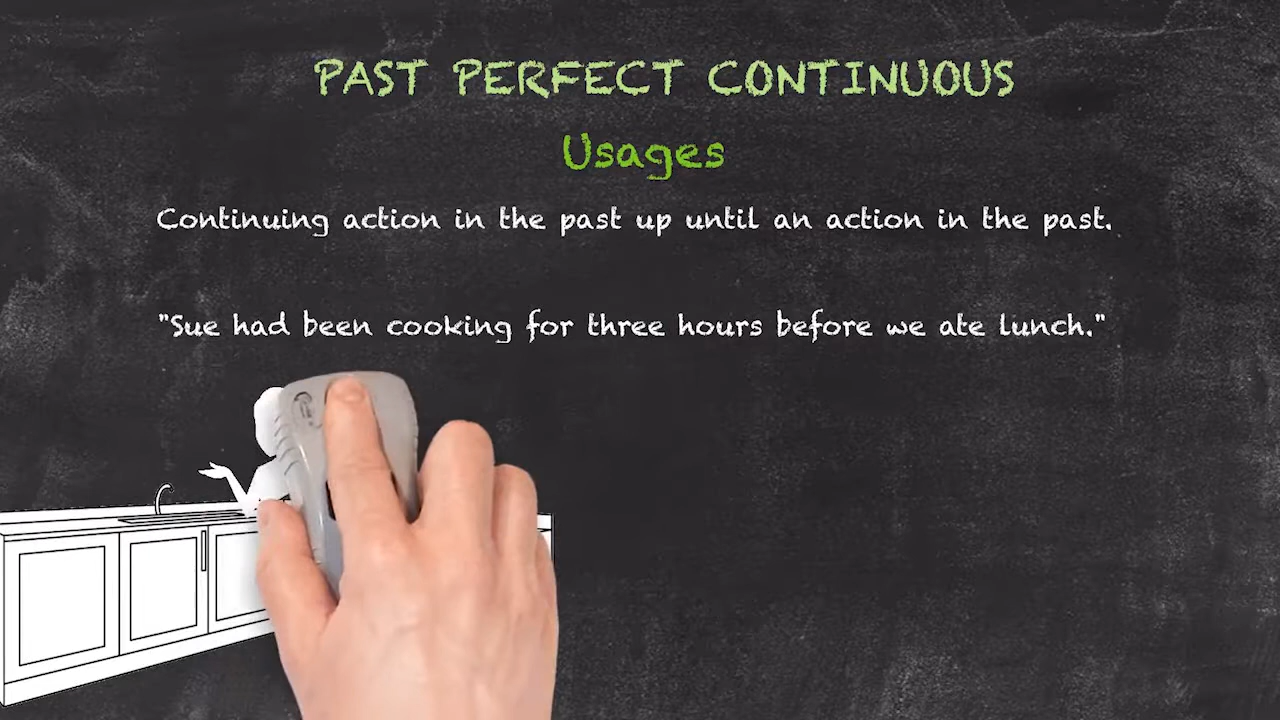 PAST PERFECT CONTINUOUS
Usages
Continuing action in the past up until an action in the past.
"Sue had been cooking for three hours before we ate lunch."